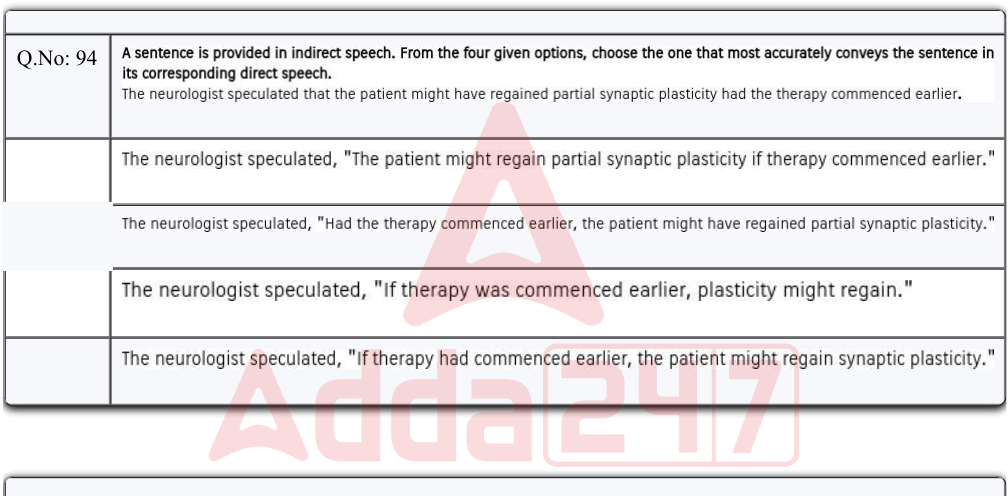 Q.No: 94
A sentence is provided in indirect speech. From the four given options, choose the one that most accurately conveys the sentence in
its corresponding direct speech.
The neurologist speculated that the patient might have regained partial synaptic plasticity had the therapy commenced earlier.
The neurologist speculated, "The patient might regain partial synaptic plasticity if therapy commenced earlier."
The neurologist speculated, "Had the therapy commenced earlier, the patient might have regained partial synaptic plasticity."
The neurologist speculated, "If therapy was commenced earlier, plasticity might regain."
The neurologist speculated, "If therapy had commenced earlier, the patient might regain synaptic plasticity."
Adda247